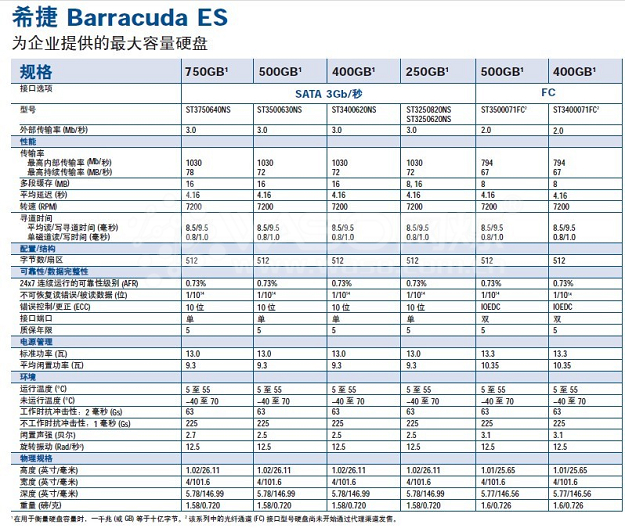 希捷 Barracuda ES
为企业提供的最大容量硬盘
规格 750GB¹ 500GB¹ 400GB¹ 250GB¹ 500GB¹ 400GB¹
接口选项 SATA 3Gb/秒 FC
型号 ST3750640NS ST3500630NS ST3400620NS ST3250820NS ST3500071FC² ST3400071FC²
ST3250620NS
外部传输率 (Mb/秒) 3.0 3.0 3.0 3.0 2.0 2.0
性能
传输率
最高内部传输率 (Mb/秒) 1030 1030 1030 1030 794 794
最高持续传输率 (MB/秒) 78 72 72 72 67 67
多段缓存 (MB) 16 16 16 8, 16 8 8
平均延迟 (秒) 4.16 4.16 4.16 4.16 4.16 4.16
转速 (RPM) 7200 7200 7200 7200 7200 7200
寻道时间
平均读/写寻道时间 (毫秒) 8.5/9.5 8.5/9.5 8.5/9.5 8.5/9.5 8.5/9.5 8.5/9.5
单磁道读/写时间 (毫秒) 0.8/1.0 0.8/1.0 0.8/1.0 0.8/1.0 0.8/1.0 0.8/1.0
配置/结构
字节数/扇区 512 512 512 512 512 512
可靠性/数据完整性
24x7 连续运行的可靠性级别 (AFR) 0.73% 0.73% 0.73% 0.73% 0.73% 0.73%
不可恢复读错误/被读数据 (位) 1/10¹⁴ 1/10¹⁴ 1/10¹⁴ 1/10¹⁴ 1/10¹⁴ 1/10¹⁴
错误控制/更正 (ECC) 10 位 10 位 10 位 10 位 IOEDC IOEDC
接口端口 单 单 单 单 双 双
质保年限 5 5 5 5 5 5
电源管理
标准功率 (瓦) 13.0 13.0 13.0 13.0 13.3 13.3
平均闲置功率 (瓦) 9.3 9.3 9.3 9.3 10.35 10.35
环境
运行温度 (°C) 5 至 55 5 至 55 5 至 55 5 至 55 5 至 55 5 至 55
未运行温度 (°C) –40 至 70 –40 至 70 –40 至 70 –40 至 70 –40 至 70 –40 至 70
工作时抗冲击性：2 毫秒 (Gs) 63 63 63 63 63 63
不工作时抗冲击性，1 毫秒 (Gs) 225 225 225 225 225 225
闲置声强 (贝尔) 2.7 2.5 2.5 2.5 3.1 3.1
旋转振动 (Rad/秒²) 12.5 12.5 12.5 12.5 12.5 12.5
物理规格
高度 (英寸/毫米) 1.02/26.11 1.02/26.11 1.02/26.11 1.02/26.11 1.01/25.65 1.01/25.65
宽度 (英寸/毫米) 4/101.6 4/101.6 4/101.6 4/101.6 4/101.6 4/101.6
深度 (英寸/毫米) 5.78/146.99 5.78/146.99 5.78/146.99 5.78/146.99 5.77/146.56 5.77/146.56
重量 (磅/克) 1.58/0.720 1.58/0.720 1.58/0.720 1.58/0.720 1.6/0.726 1.6/0.726
¹ 在用于衡量硬盘容量时，一千兆 (或 GB) 等于十亿字节。 ² 该系列中的光纤通道 (FC) 接口型号硬盘尚未开始通过代理渠道发售。